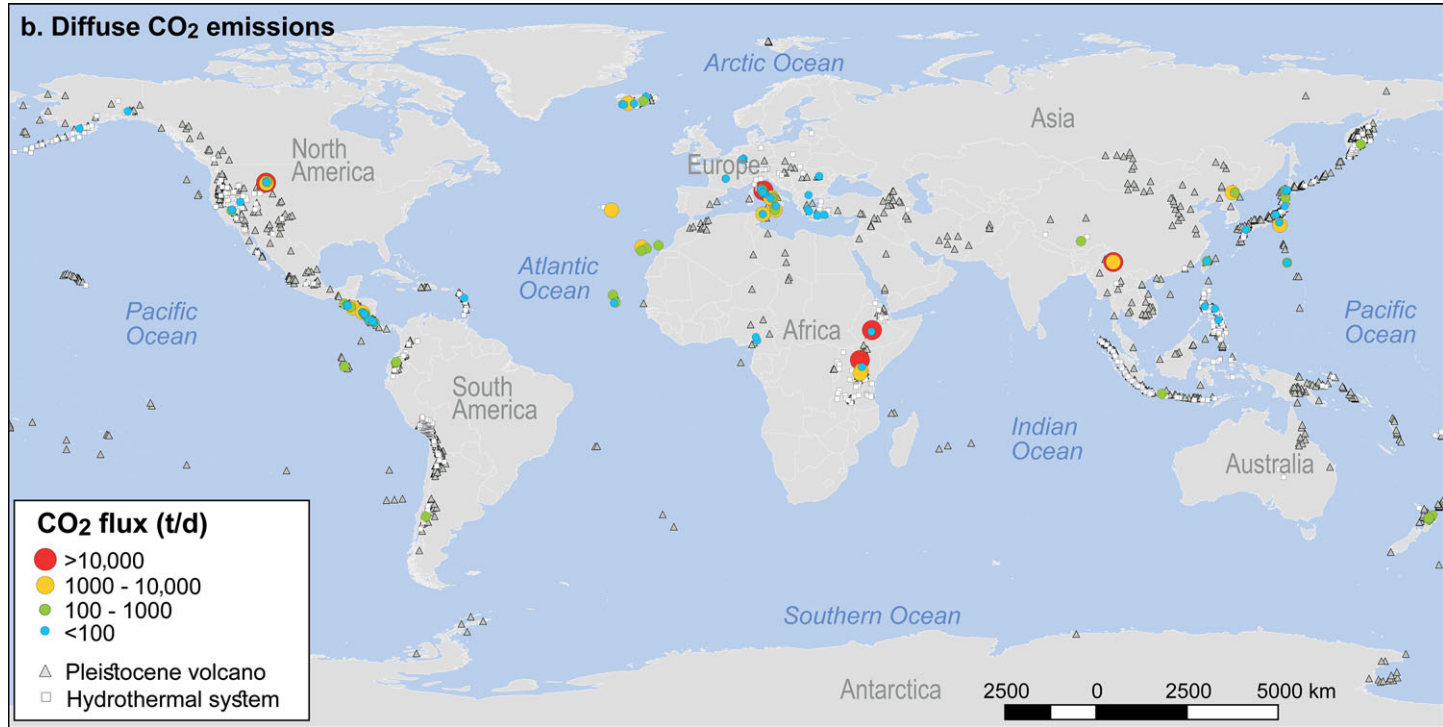 b. Diffuse CO₂ emissions
Arctic Ocean
Asia
North
America
Europe
Atlantic
Ocean
Pacific
Ocean
Africa
Pacific
Ocean
South
America
Indian
Ocean
Australia
CO₂ flux (t/d)
>10,000
1000 - 10,000
100 - 1000
<100
Pleistocene volcano
Hydrothermal system
Southern Ocean
Antarctica
2500 0 2500 5000 km